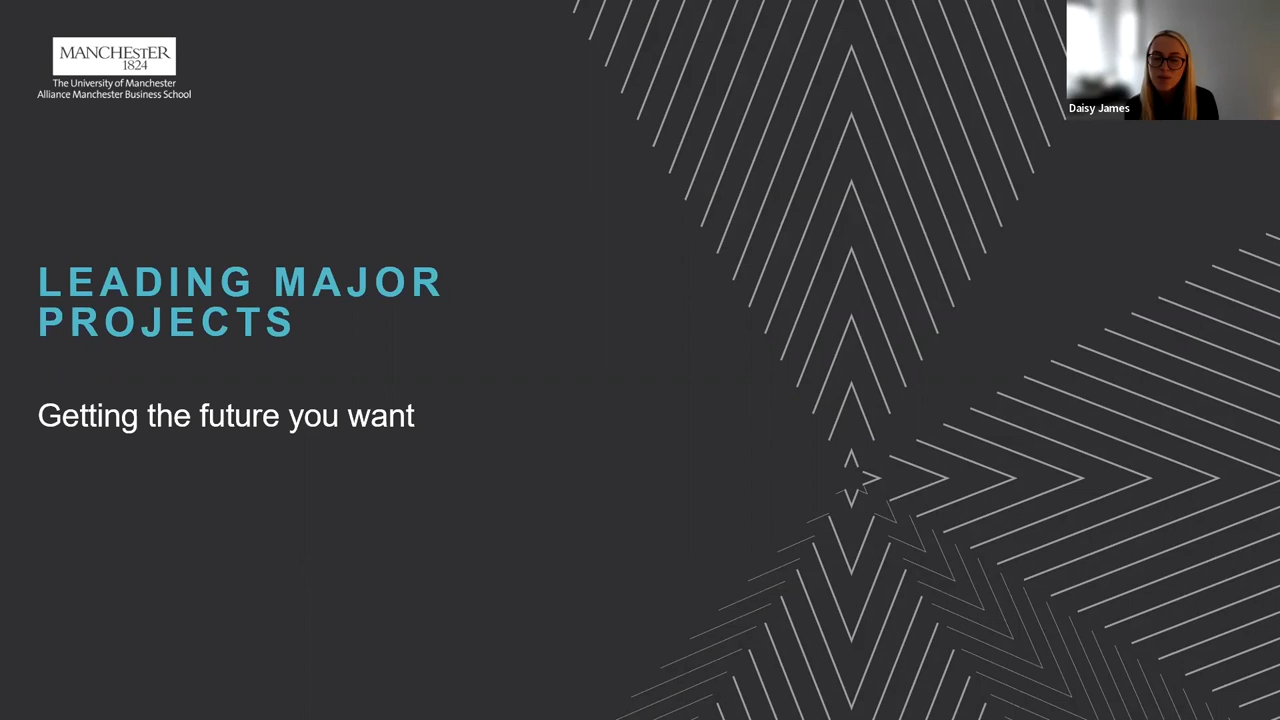 MANCHESTER
1824
The University of Manchester
Alliance Manchester Business School
Daisy James
LEADING MAJOR
PROJECTS
Getting the future you want